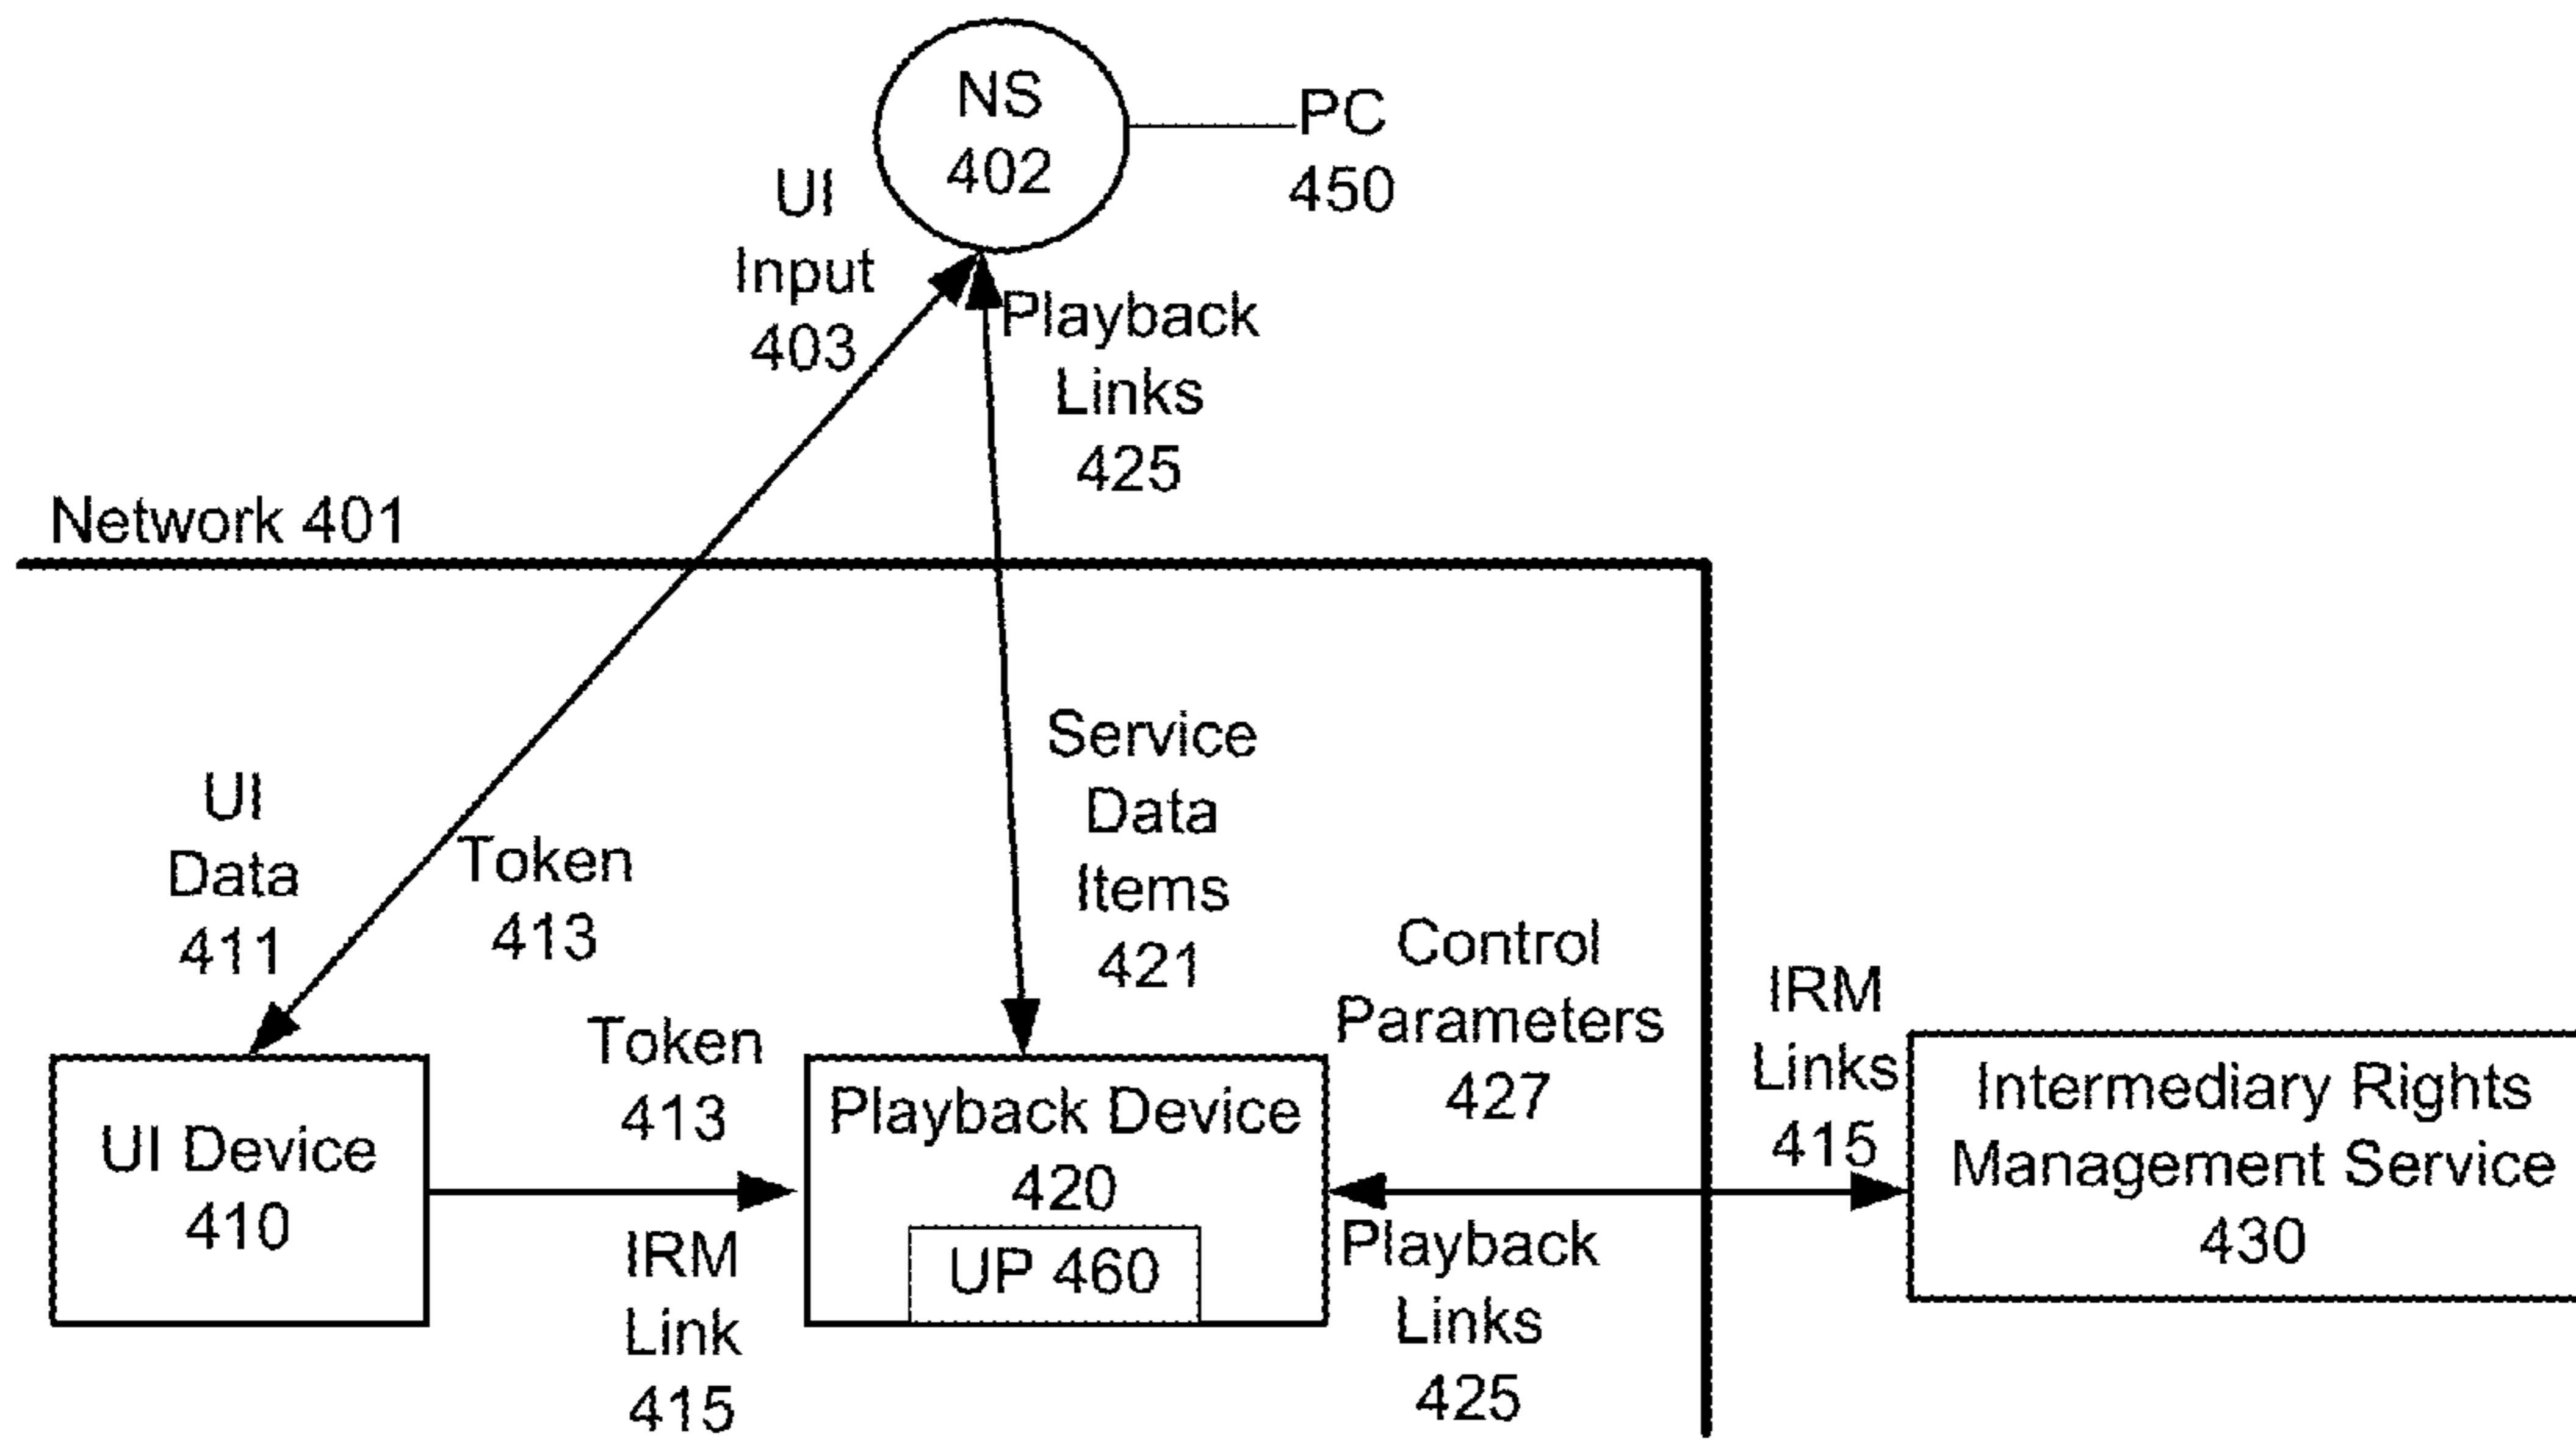 NS
402
PC
450
UI
Input
403
Playback
Links
425
Network 401
Service
Data
Items
421
UI
Data
411
Token
413
Control
Parameters
427
IRM
Links
415
Token
413
UI Device
410
IRM
Link
415
Playback Device
420
UP 460
Playback
Links
425
Intermediary Rights
Management Service
430